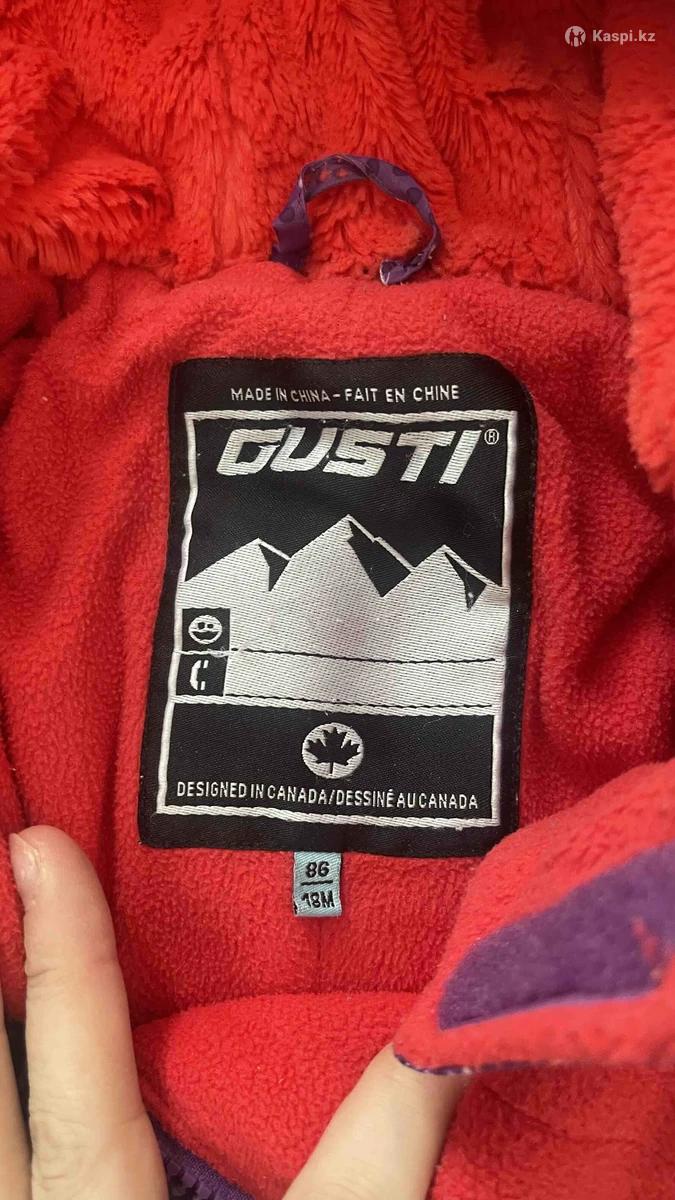 Kaspi.kz
MADE IN CHINA - FAIT EN CHINE
GUSTI®
DESIGNED IN CANADA/DESSINÉ AU CANADA
86
18M